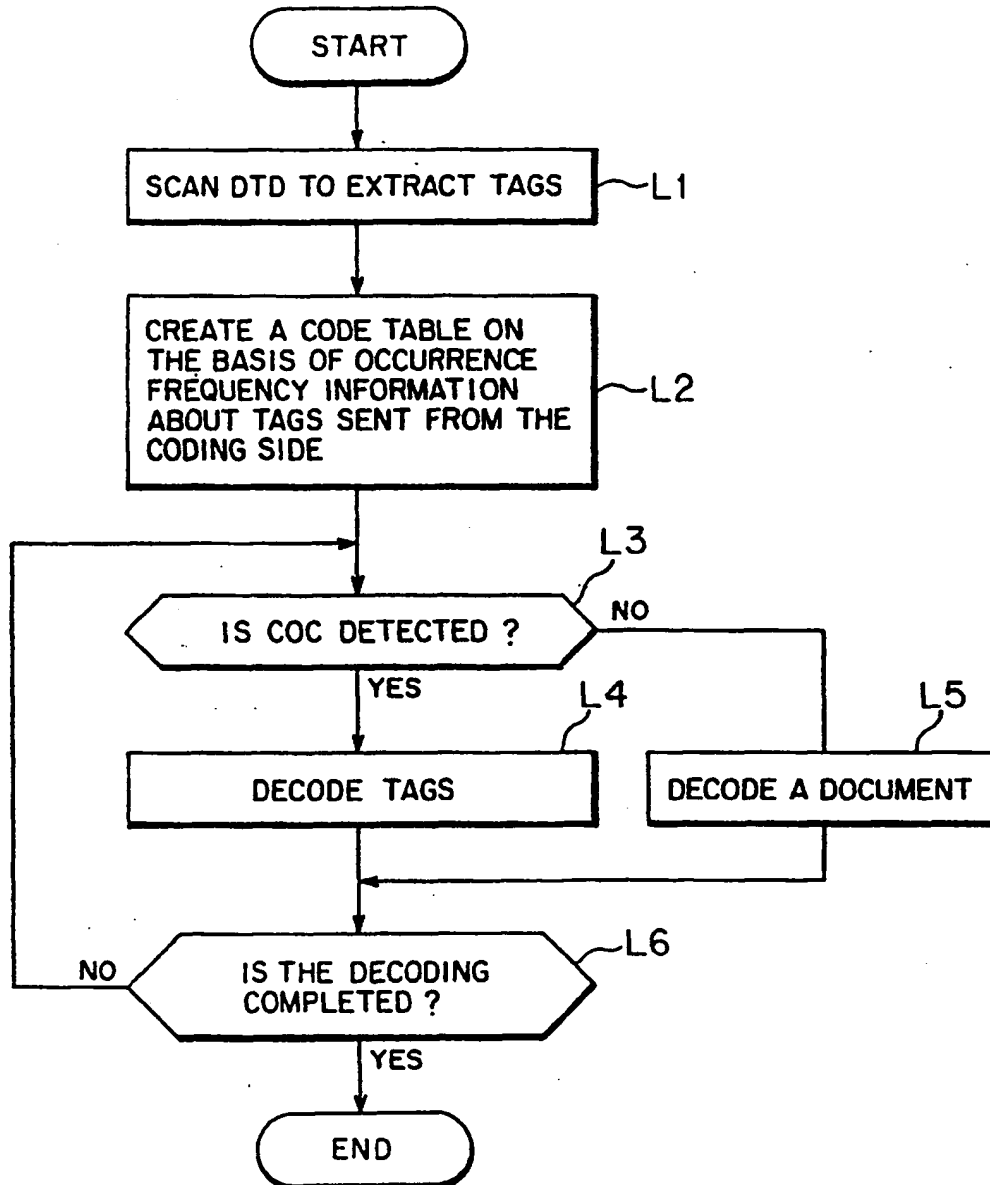 START
SCAN DTD TO EXTRACT TAGS
L1
CREATE A CODE TABLE ON
THE BASIS OF OCCURRENCE
FREQUENCY INFORMATION
ABOUT TAGS SENT FROM THE
CODING SIDE
L2
L3
IS COC DETECTED ?
NO
YES
L4
L5
DECODE TAGS
DECODE A DOCUMENT
L6
NO
IS THE DECODING
COMPLETED ?
YES
END